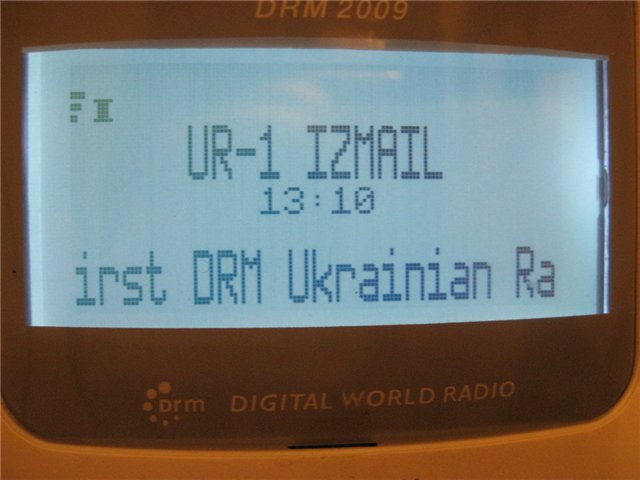 DRM 2009
UR-1 IZMAIL
13:10
irst DRM Ukrainian Ra
Drm DIGITAL WORLD RADIO